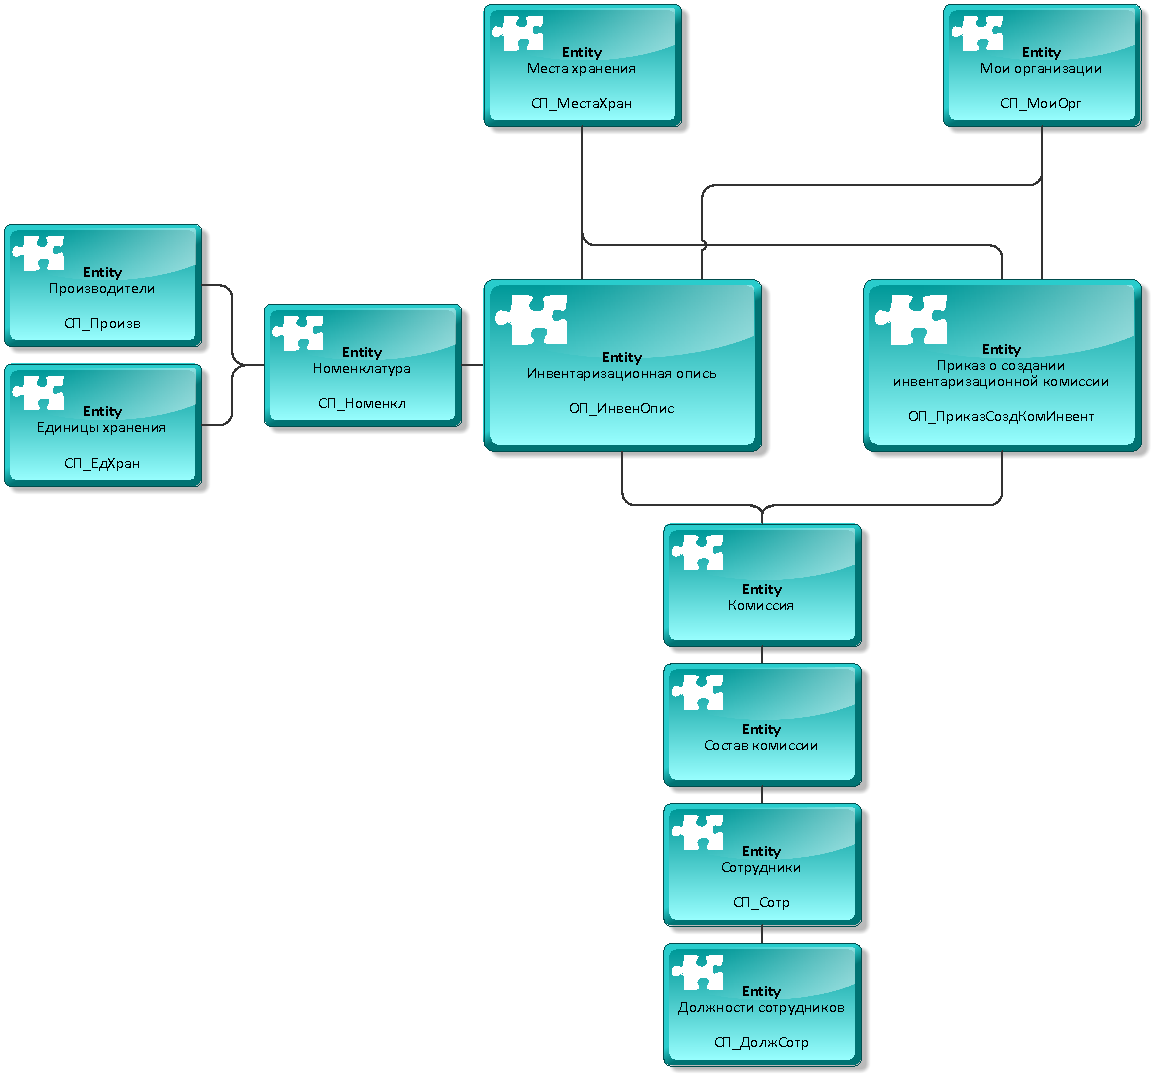 Entity
Места хранения
СП_МестаХран
Entity
Мои организации
СП_МоиОрг
Entity
Производители
СП_Произв
Entity
Единицы хранения
СП_ЕдХран
Entity
Номенклатура
СП_Номенкл
Entity
Инвентаризационная опись
ОП_ИнвенОпис
Entity
Приказ о создании
инвентаризационной комиссии
ОП_ПриказСоздКомИнвент
Entity
Комиссия
Entity
Состав комиссии
Entity
Сотрудники
СП_Сотр
Entity
Должности сотрудников
СП_ДолжСотр